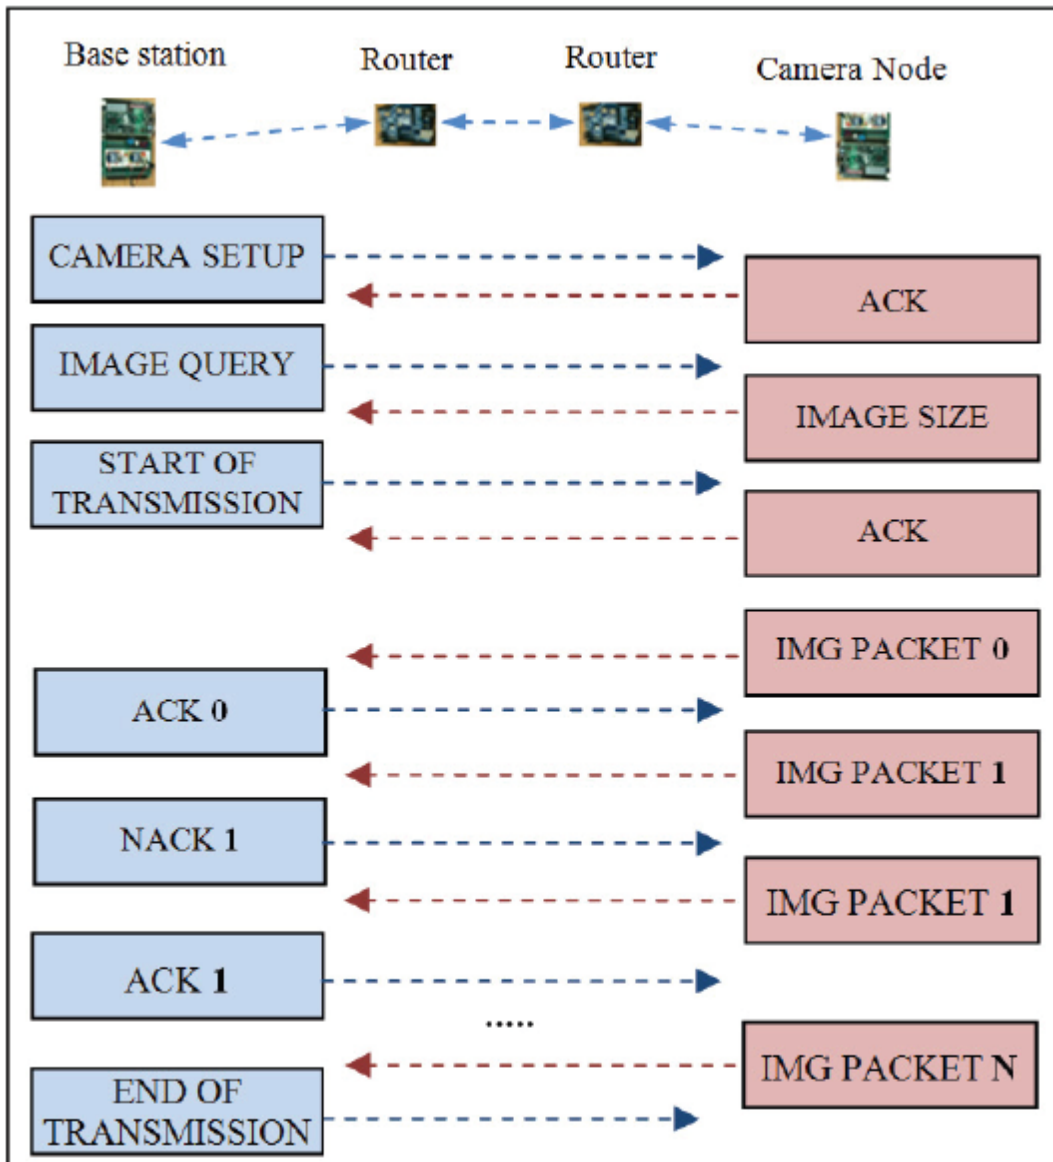 Base station
Router
Router
Camera Node
CAMERA SETUP
ACK
IMAGE QUERY
IMAGE SIZE
START OF
TRANSMISSION
ACK
IMG PACKET 0
ACK 0
IMG PACKET 1
NACK 1
IMG PACKET 1
ACK 1
.....
IMG PACKET N
END OF
TRANSMISSION